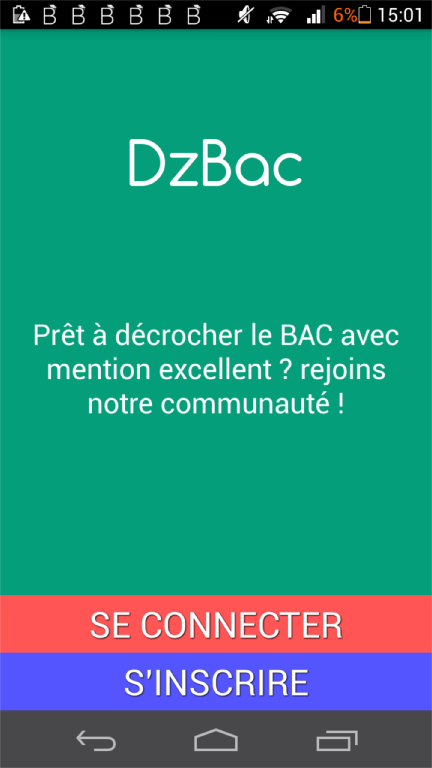 6% 15:01
DzBac
Prêt à décrocher le BAC avec
mention excellent ? rejoins
notre communauté !
SE CONNECTER
S'INSCRIRE